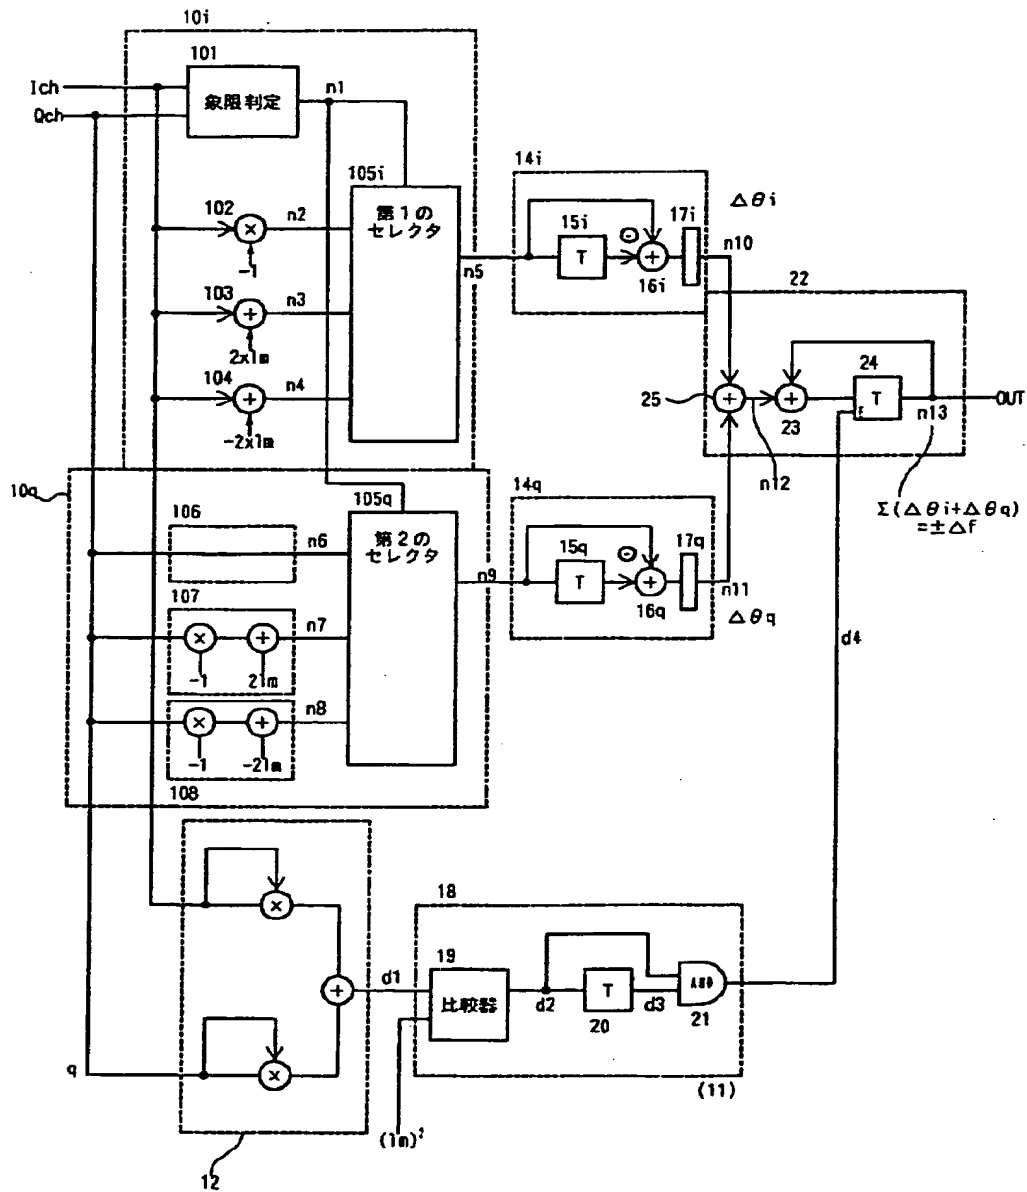 10i
101
Ich
Qch
象限判定
n1
105i
第1の
セレクタ
102
×
n2
-1
103
+
n3
2x1m
104
+
n4
-2x1m
n5
14i
15i
T
⊖
+
16i
17i
Δθi
n10
22
25
+
+
23
24
T
E
n13
OUT
n12
Σ(Δθi+Δθq)
=±Δf
10q
105q
第2の
セレクタ
106
n6
107
×
+
n7
-1
21m
×
+
n8
-1
-21m
108
n9
14q
15q
T
⊖
+
16q
17q
n11
Δθq
d4
×
+
q
×
12
d1
18
19
比較器
(1m)²
d2
T
20
d3
AND
21
(11)